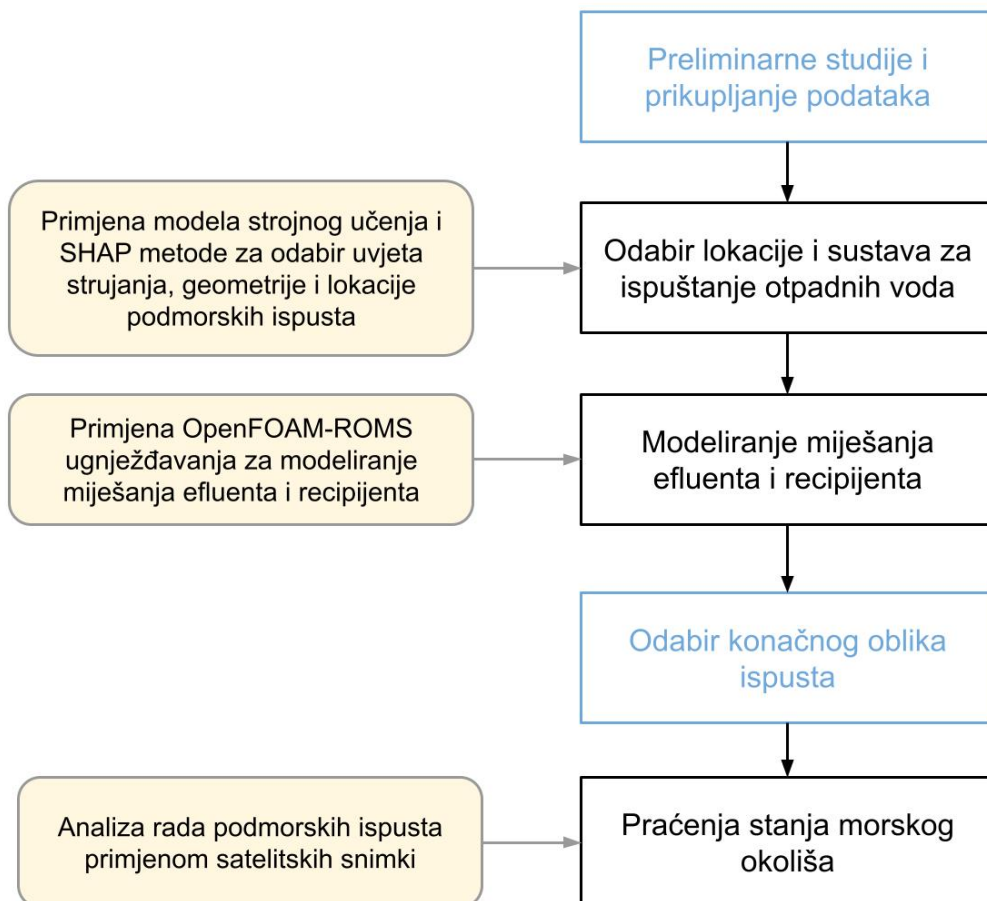 Preliminarne studije i
prikupljanje podataka
Primjena modela strojnog učenja i
SHAP metode za odabir uvjeta
strujanja, geometrije i lokacije
podmorskih ispusta
Odabir lokacije i sustava za
ispuštanje otpadnih voda
Primjena OpenFOAM-ROMS
ugnježđavanja za modeliranje
miješanja efluenta i recipijenta
Modeliranje miješanja
efluenta i recipijenta
Odabir konačnog oblika
ispusta
Analiza rada podmorskih ispusta
primjenom satelitskih snimki
Praćenja stanja morskog
okoliša